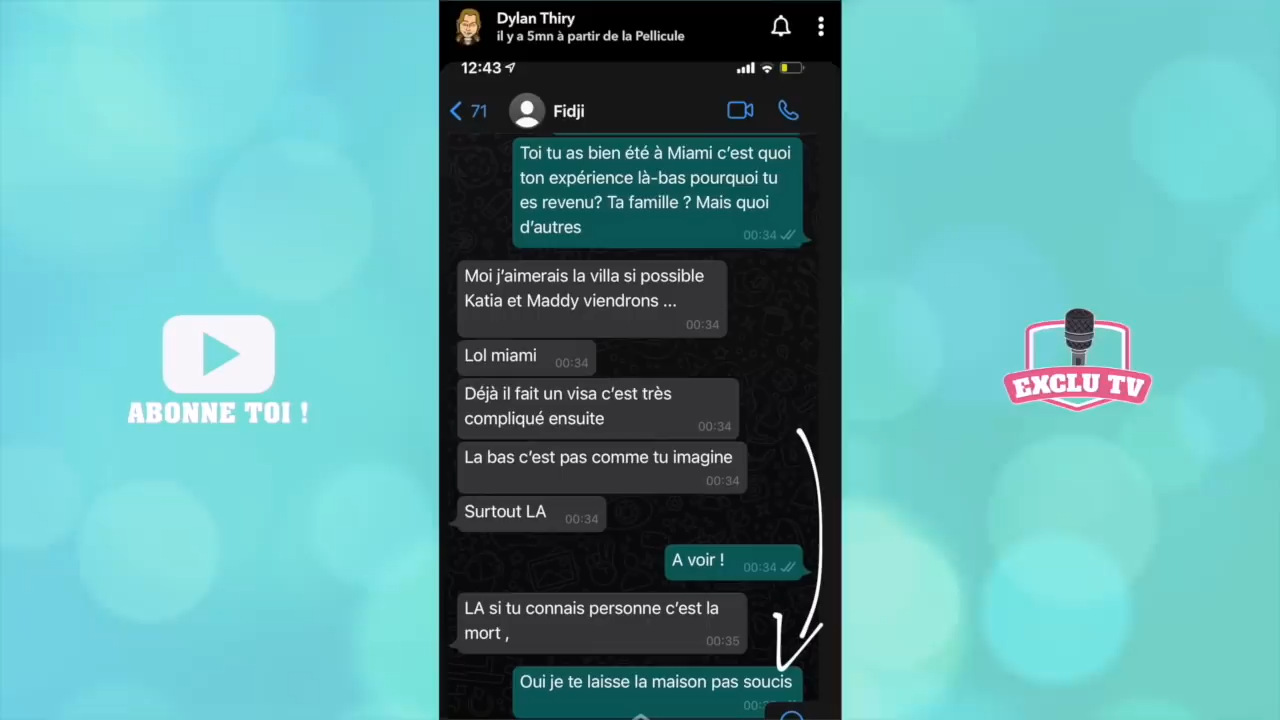 Dylan Thiry
il y a 5mn à partir de la Pellicule
12:43
71
Fidji
Toi tu as bien été à Miami c'est quoi
ton expérience là-bas pourquoi tu
es revenu? Ta famille ? Mais quoi
d'autres
00:34
Moi j'aimerais la villa si possible
Katia et Maddy viendrons ...
00:34
Lol miami 00:34
Déjà il fait un visa c'est très
compliqué ensuite
00:34
La bas c'est pas comme tu imagine
00:34
Surtout LA 00:34
A voir ! 00:34
LA si tu connais personne c'est la
mort ,
00:35
Oui je te laisse la maison pas soucis
ABONNE TOI !
EXCLU TV